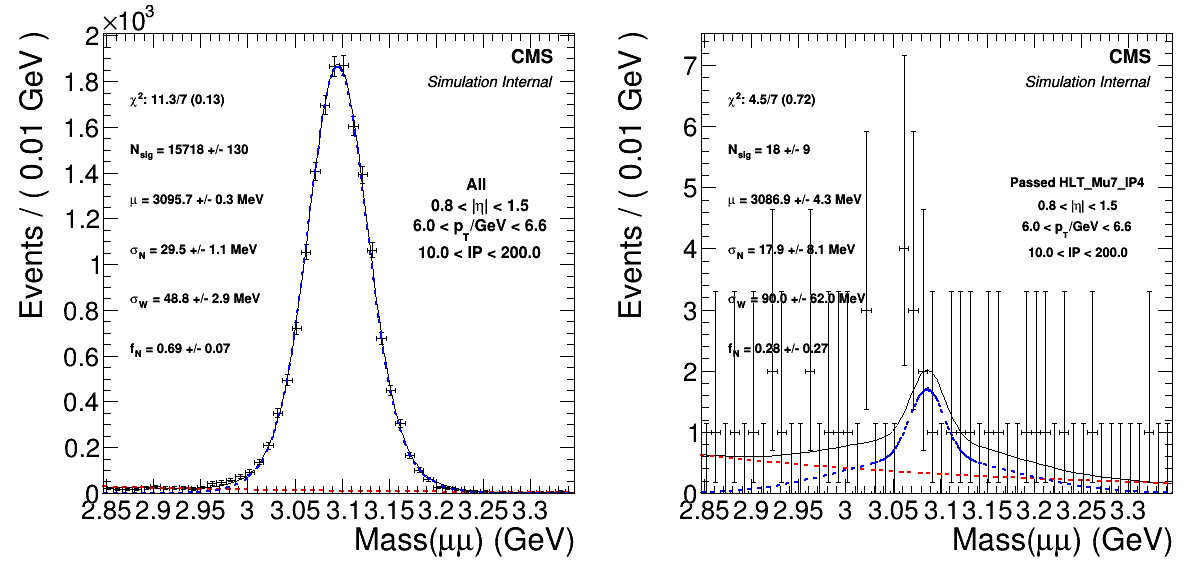 ×10³
2
1.8
1.6
1.4
1.2
1
0.8
0.6
0.4
0.2
0
Events / ( 0.01 GeV )
CMS
Simulation Internal
χ²: 11.3/7 (0.13)
N_sig = 15718 +/- 130
μ = 3095.7 +/- 0.3 MeV
σ_N = 29.5 +/- 1.1 MeV
σ_W = 48.8 +/- 2.9 MeV
f_N = 0.69 +/- 0.07
All
0.8 < |η| < 1.5
6.0 < p_T/GeV < 6.6
10.0 < IP < 200.0
2.85 2.9 2.95 3 3.05 3.1 3.15 3.2 3.25 3.3
Mass(μμ) (GeV)
7
6
5
4
3
2
1
0
Events / ( 0.01 GeV )
CMS
Simulation Internal
χ²: 4.5/7 (0.72)
N_sig = 18 +/- 9
μ = 3086.9 +/- 4.3 MeV
σ_N = 17.9 +/- 8.1 MeV
σ_W = 90.0 +/- 62.0 MeV
f_N = 0.28 +/- 0.27
Passed HLT_Mu7_IP4
0.8 < |η| < 1.5
6.0 < p_T/GeV < 6.6
10.0 < IP < 200.0
2.85 2.9 2.95 3 3.05 3.1 3.15 3.2 3.25 3.3
Mass(μμ) (GeV)